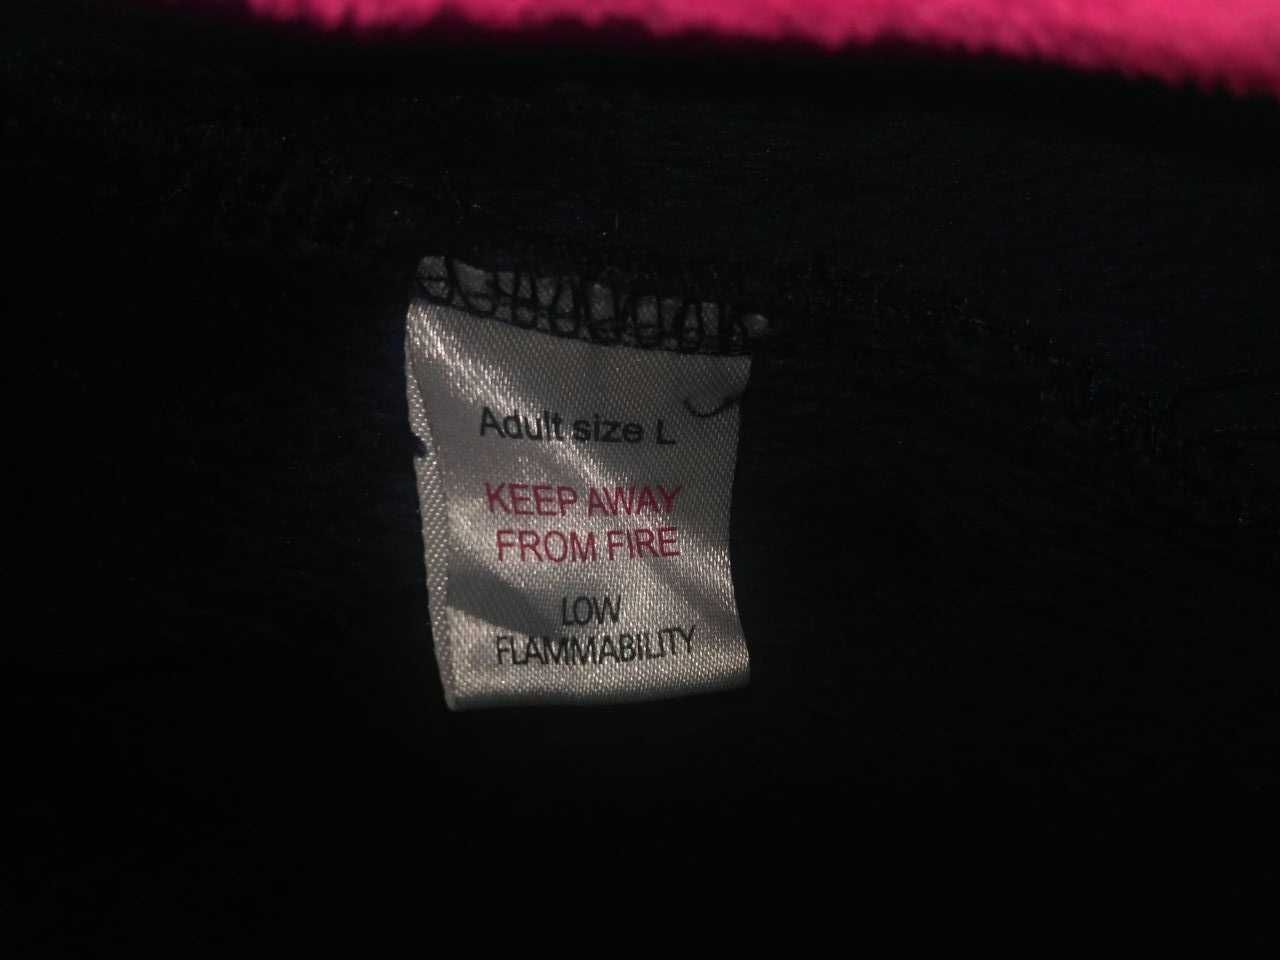 Adult size L
KEEP AWAY
FROM FIRE
LOW
FLAMMABILITY